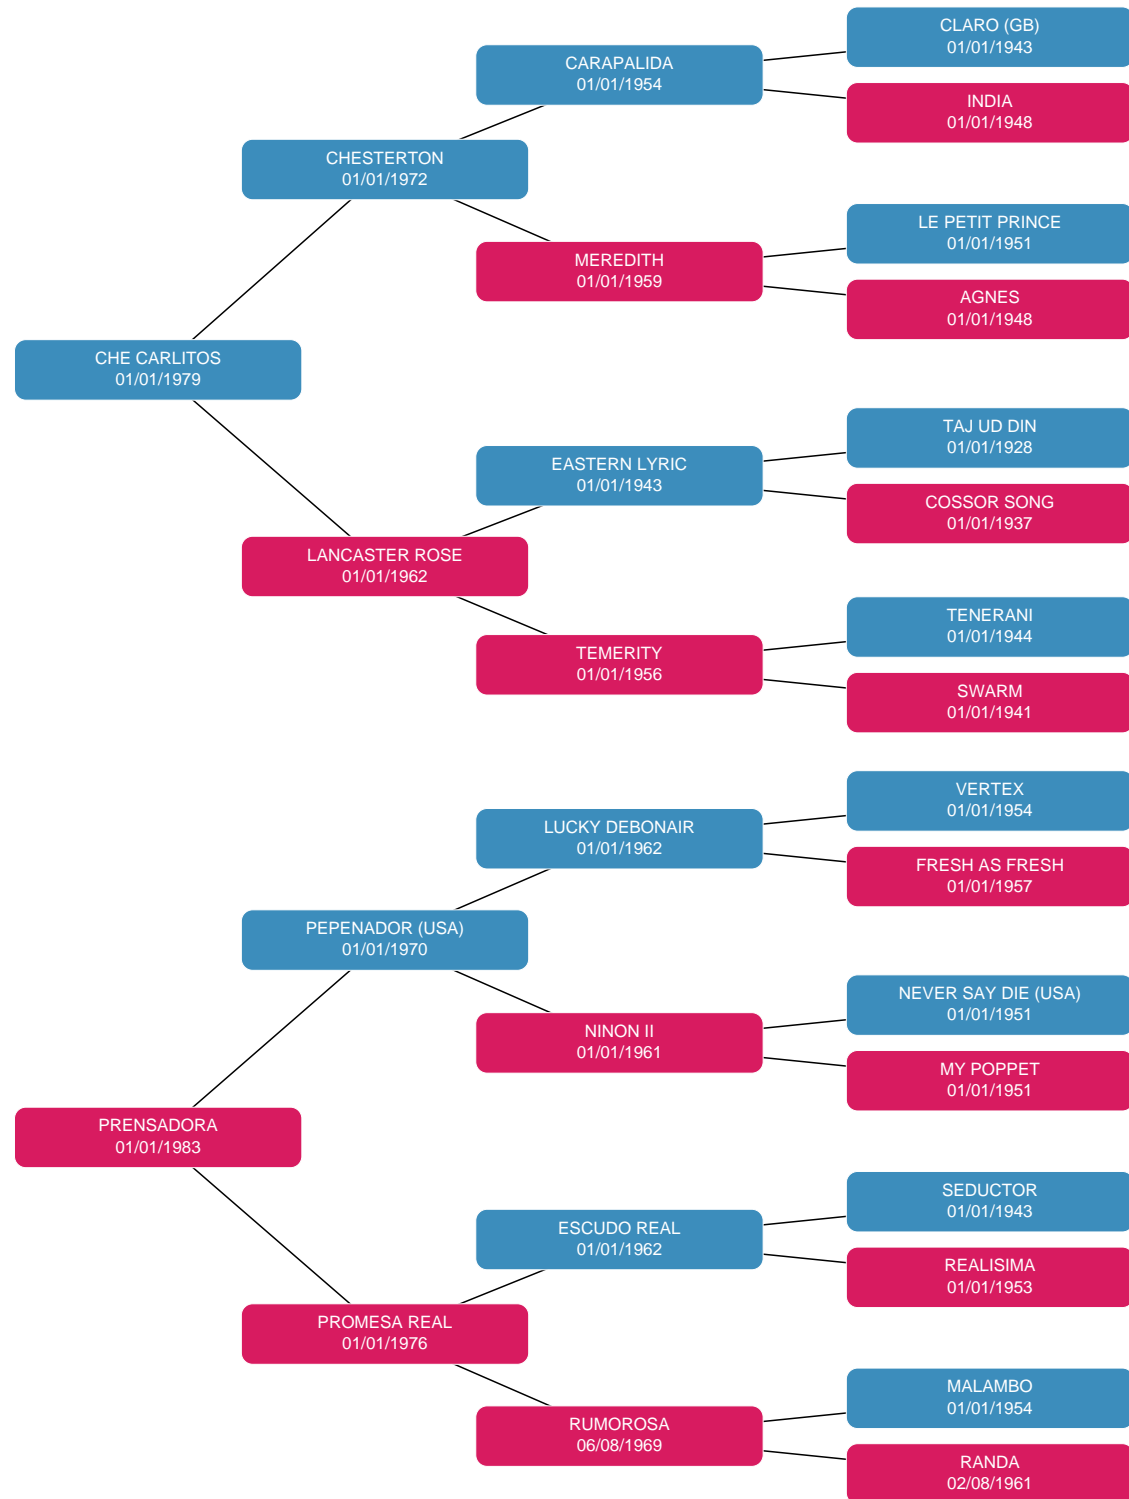 CLARO (GB)
01/01/1943
CARAPALIDA
01/01/1954
INDIA
01/01/1948
CHESTERTON
01/01/1972
LE PETIT PRINCE
01/01/1951
MEREDITH
01/01/1959
AGNES
01/01/1948
CHE CARLITOS
01/01/1979
TAJ UD DIN
01/01/1928
EASTERN LYRIC
01/01/1943
COSSOR SONG
01/01/1937
LANCASTER ROSE
01/01/1962
TENERANI
01/01/1944
TEMERITY
01/01/1956
SWARM
01/01/1941
VERTEX
01/01/1954
LUCKY DEBONAIR
01/01/1962
FRESH AS FRESH
01/01/1957
PEPENADOR (USA)
01/01/1970
NEVER SAY DIE (USA)
01/01/1951
NINON II
01/01/1961
MY POPPET
01/01/1951
PRENSADORA
01/01/1983
SEDUCTOR
01/01/1943
ESCUDO REAL
01/01/1962
REALISIMA
01/01/1953
PROMESA REAL
01/01/1976
MALAMBO
01/01/1954
RUMOROSA
06/08/1969
RANDA
02/08/1961